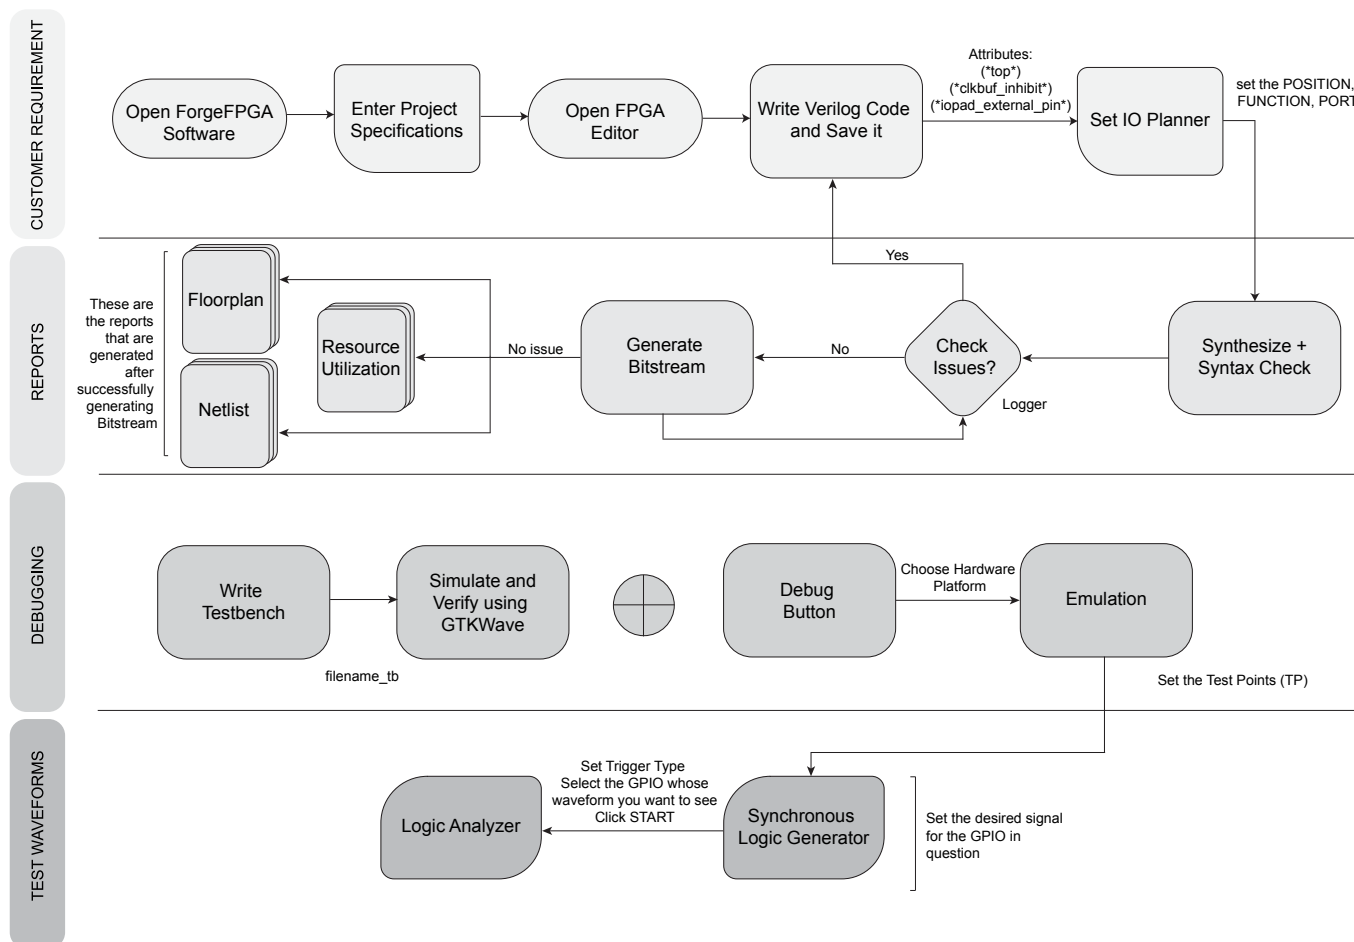 CUSTOMER REQUIREMENT
Open ForgeFPGA
Software
Enter Project
Specifications
Open FPGA
Editor
Write Verilog Code
and Save it
Attributes:
(*top*)
(*clkbuf_inhibit*)
(*iopad_external_pin*)
Set IO Planner
set the POSITION,
FUNCTION, PORT
REPORTS
These are
the reports
that are
generated
after
successfully
generating
Bitstream
Floorplan
Netlist
Resource
Utilization
No issue
Generate
Bitstream
No
Yes
Check
Issues?
Logger
Synthesize +
Syntax Check
DEBUGGING
Write
Testbench
filename_tb
Simulate and
Verify using
GTKWave
Debug
Button
Choose Hardware
Platform
Emulation
Set the Test Points (TP)
TEST WAVEFORMS
Logic Analyzer
Set Trigger Type
Select the GPIO whose
waveform you want to see
Click START
Synchronous
Logic Generator
Set the desired signal
for the GPIO in
question